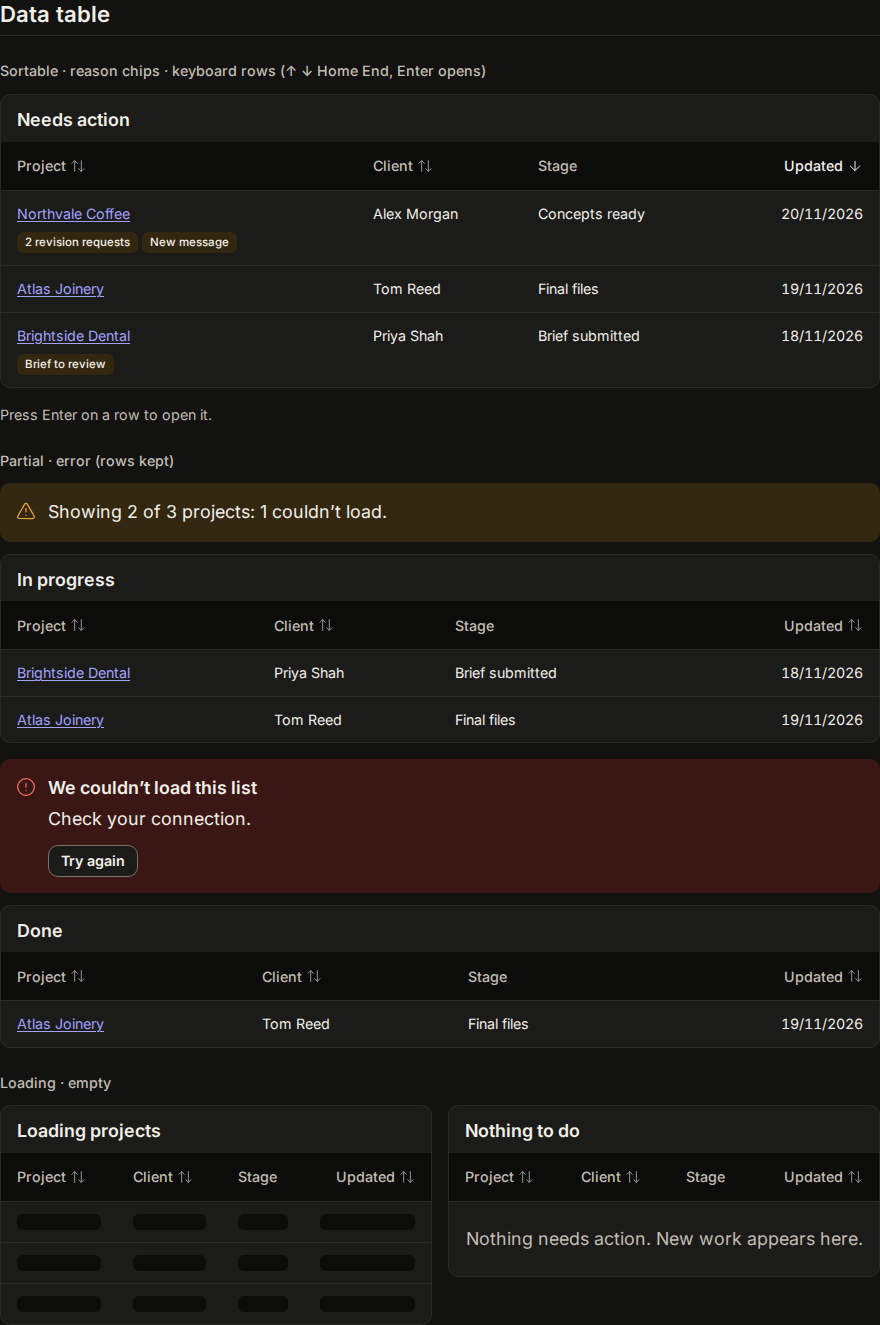 Data table
Sortable · reason chips · keyboard rows (↑ ↓ Home End, Enter opens)
Needs action
Project ↑↓ Client ↑↓ Stage Updated ↓
Northvale Coffee Alex Morgan Concepts ready 20/11/2026
2 revision requests New message
Atlas Joinery Tom Reed Final files 19/11/2026
Brightside Dental Priya Shah Brief submitted 18/11/2026
Brief to review
Press Enter on a row to open it.
Partial · error (rows kept)
Showing 2 of 3 projects: 1 couldn’t load.
In progress
Project ↑↓ Client ↑↓ Stage Updated ↑↓
Brightside Dental Priya Shah Brief submitted 18/11/2026
Atlas Joinery Tom Reed Final files 19/11/2026
We couldn’t load this list
Check your connection.
Try again
Done
Project ↑↓ Client ↑↓ Stage Updated ↑↓
Atlas Joinery Tom Reed Final files 19/11/2026
Loading · empty
Loading projects
Project ↑↓ Client ↑↓ Stage Updated ↑↓
Nothing to do
Project ↑↓ Client ↑↓ Stage Updated ↑↓
Nothing needs action. New work appears here.